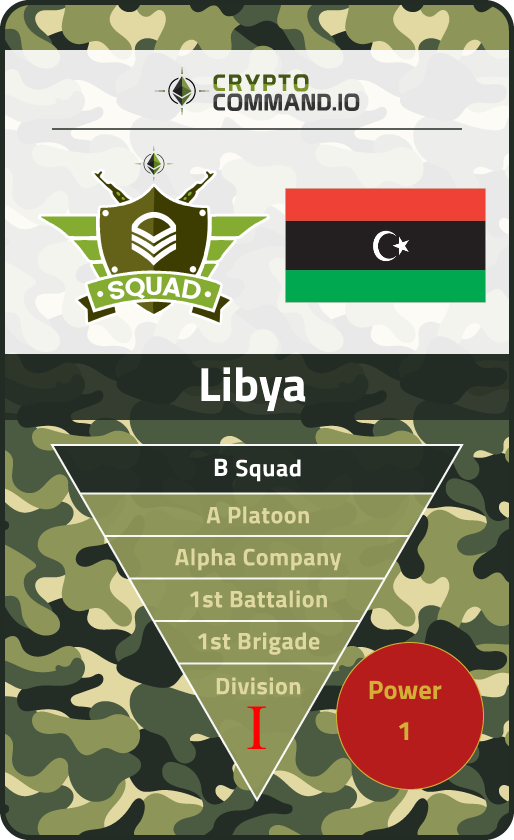 CRYPTO
COMMAND.IO
SQUAD
Libya
B Squad
A Platoon
Alpha Company
1st Battalion
1st Brigade
Division
I
Power
1